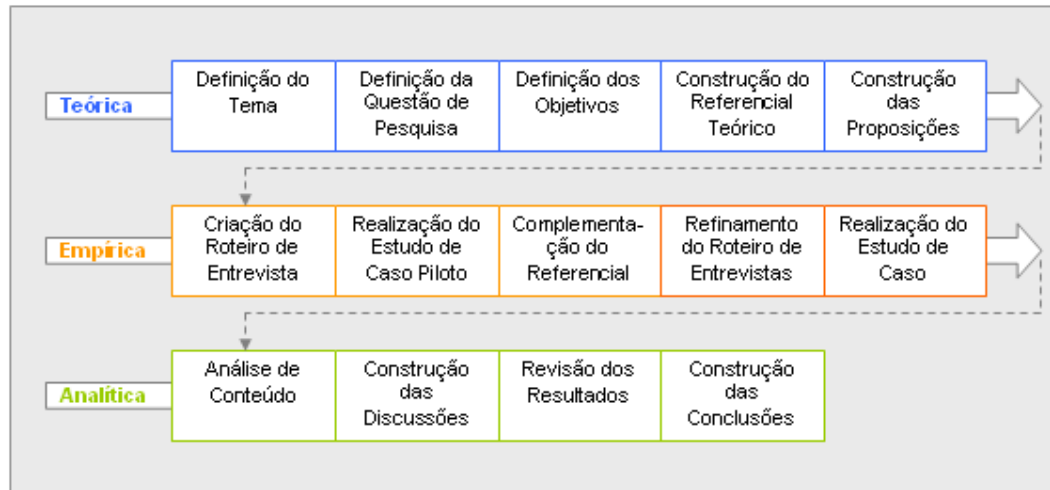 Teórica
Definição do
Tema
Definição da
Questão de
Pesquisa
Definição dos
Objetivos
Construção do
Referencial
Teórico
Construção
das
Proposições
Empírica
Criação do
Roteiro de
Entrevista
Realização do
Estudo de
Caso Piloto
Complementa-
ção do
Referencial
Refinamento
do Roteiro de
Entrevistas
Realização do
Estudo de
Caso
Analítica
Análise de
Conteúdo
Construção
das
Discussões
Revisão dos
Resultados
Construção
das
Conclusões